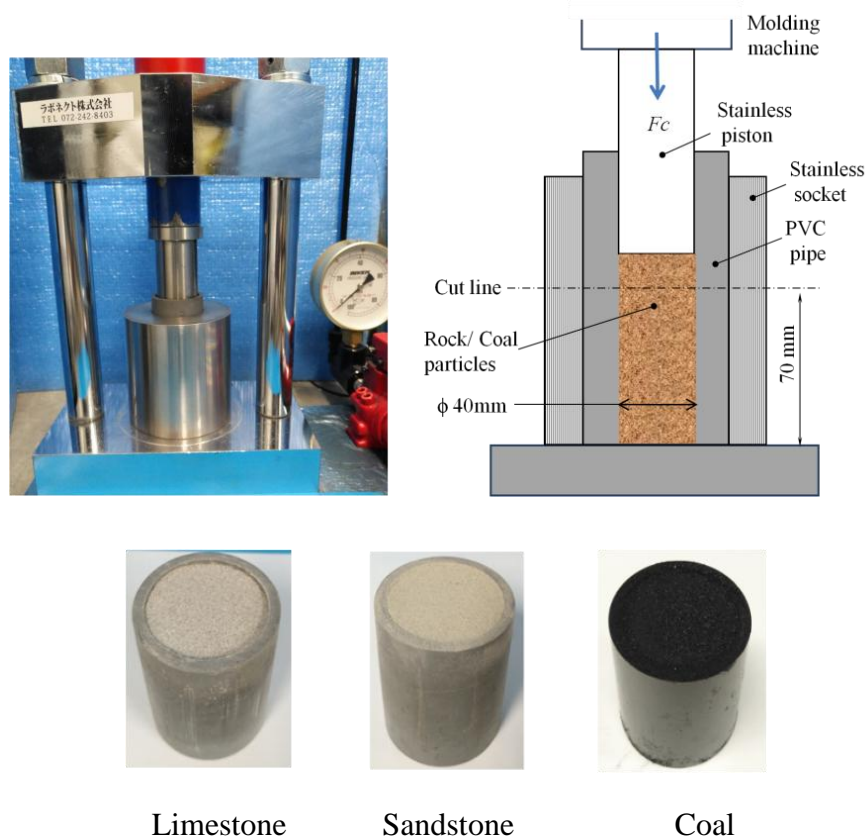 ラボネクト株式会社
TEL 072-242-8403
Molding
machine
Fc
Stainless
piston
Stainless
socket
PVC
pipe
Cut line
Rock/ Coal
particles
70 mm
ϕ 40mm
Limestone
Sandstone
Coal